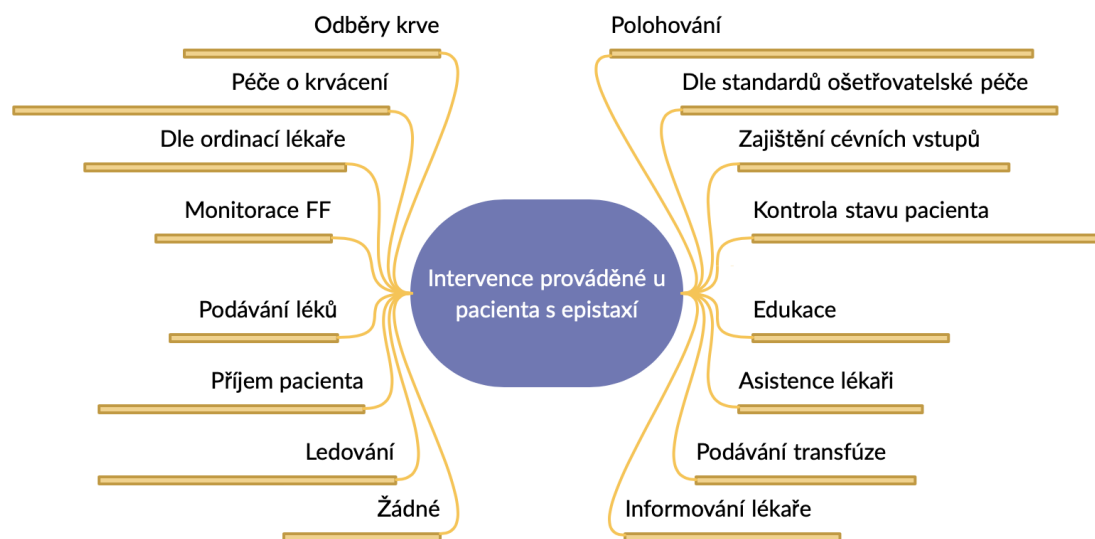 Odběry krve
Péče o krvácení
Dle ordinací lékaře
Monitorace FF
Podávání léků
Příjem pacienta
Ledování
Žádné
Intervence prováděné u
pacienta s epistaxí
Polohování
Dle standardů ošetřovatelské péče
Zajištění cévních vstupů
Kontrola stavu pacienta
Edukace
Asistence lékaři
Podávání transfúze
Informování lékaře